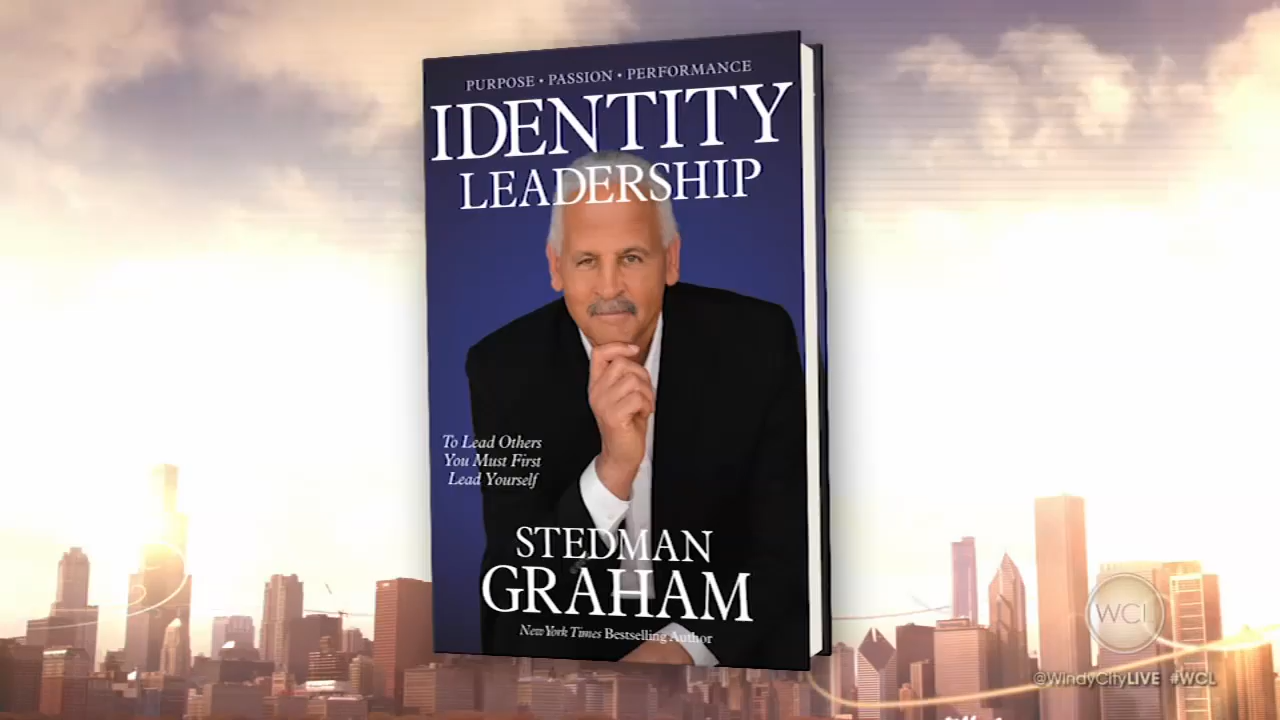 PURPOSE • PASSION • PERFORMANCE
IDENTITY
LEADERSHIP
To Lead Others
You Must First
Lead Yourself
STEDMAN
GRAHAM
New York Times Bestselling Author
WCL
@WindyCityLIVE #WCL